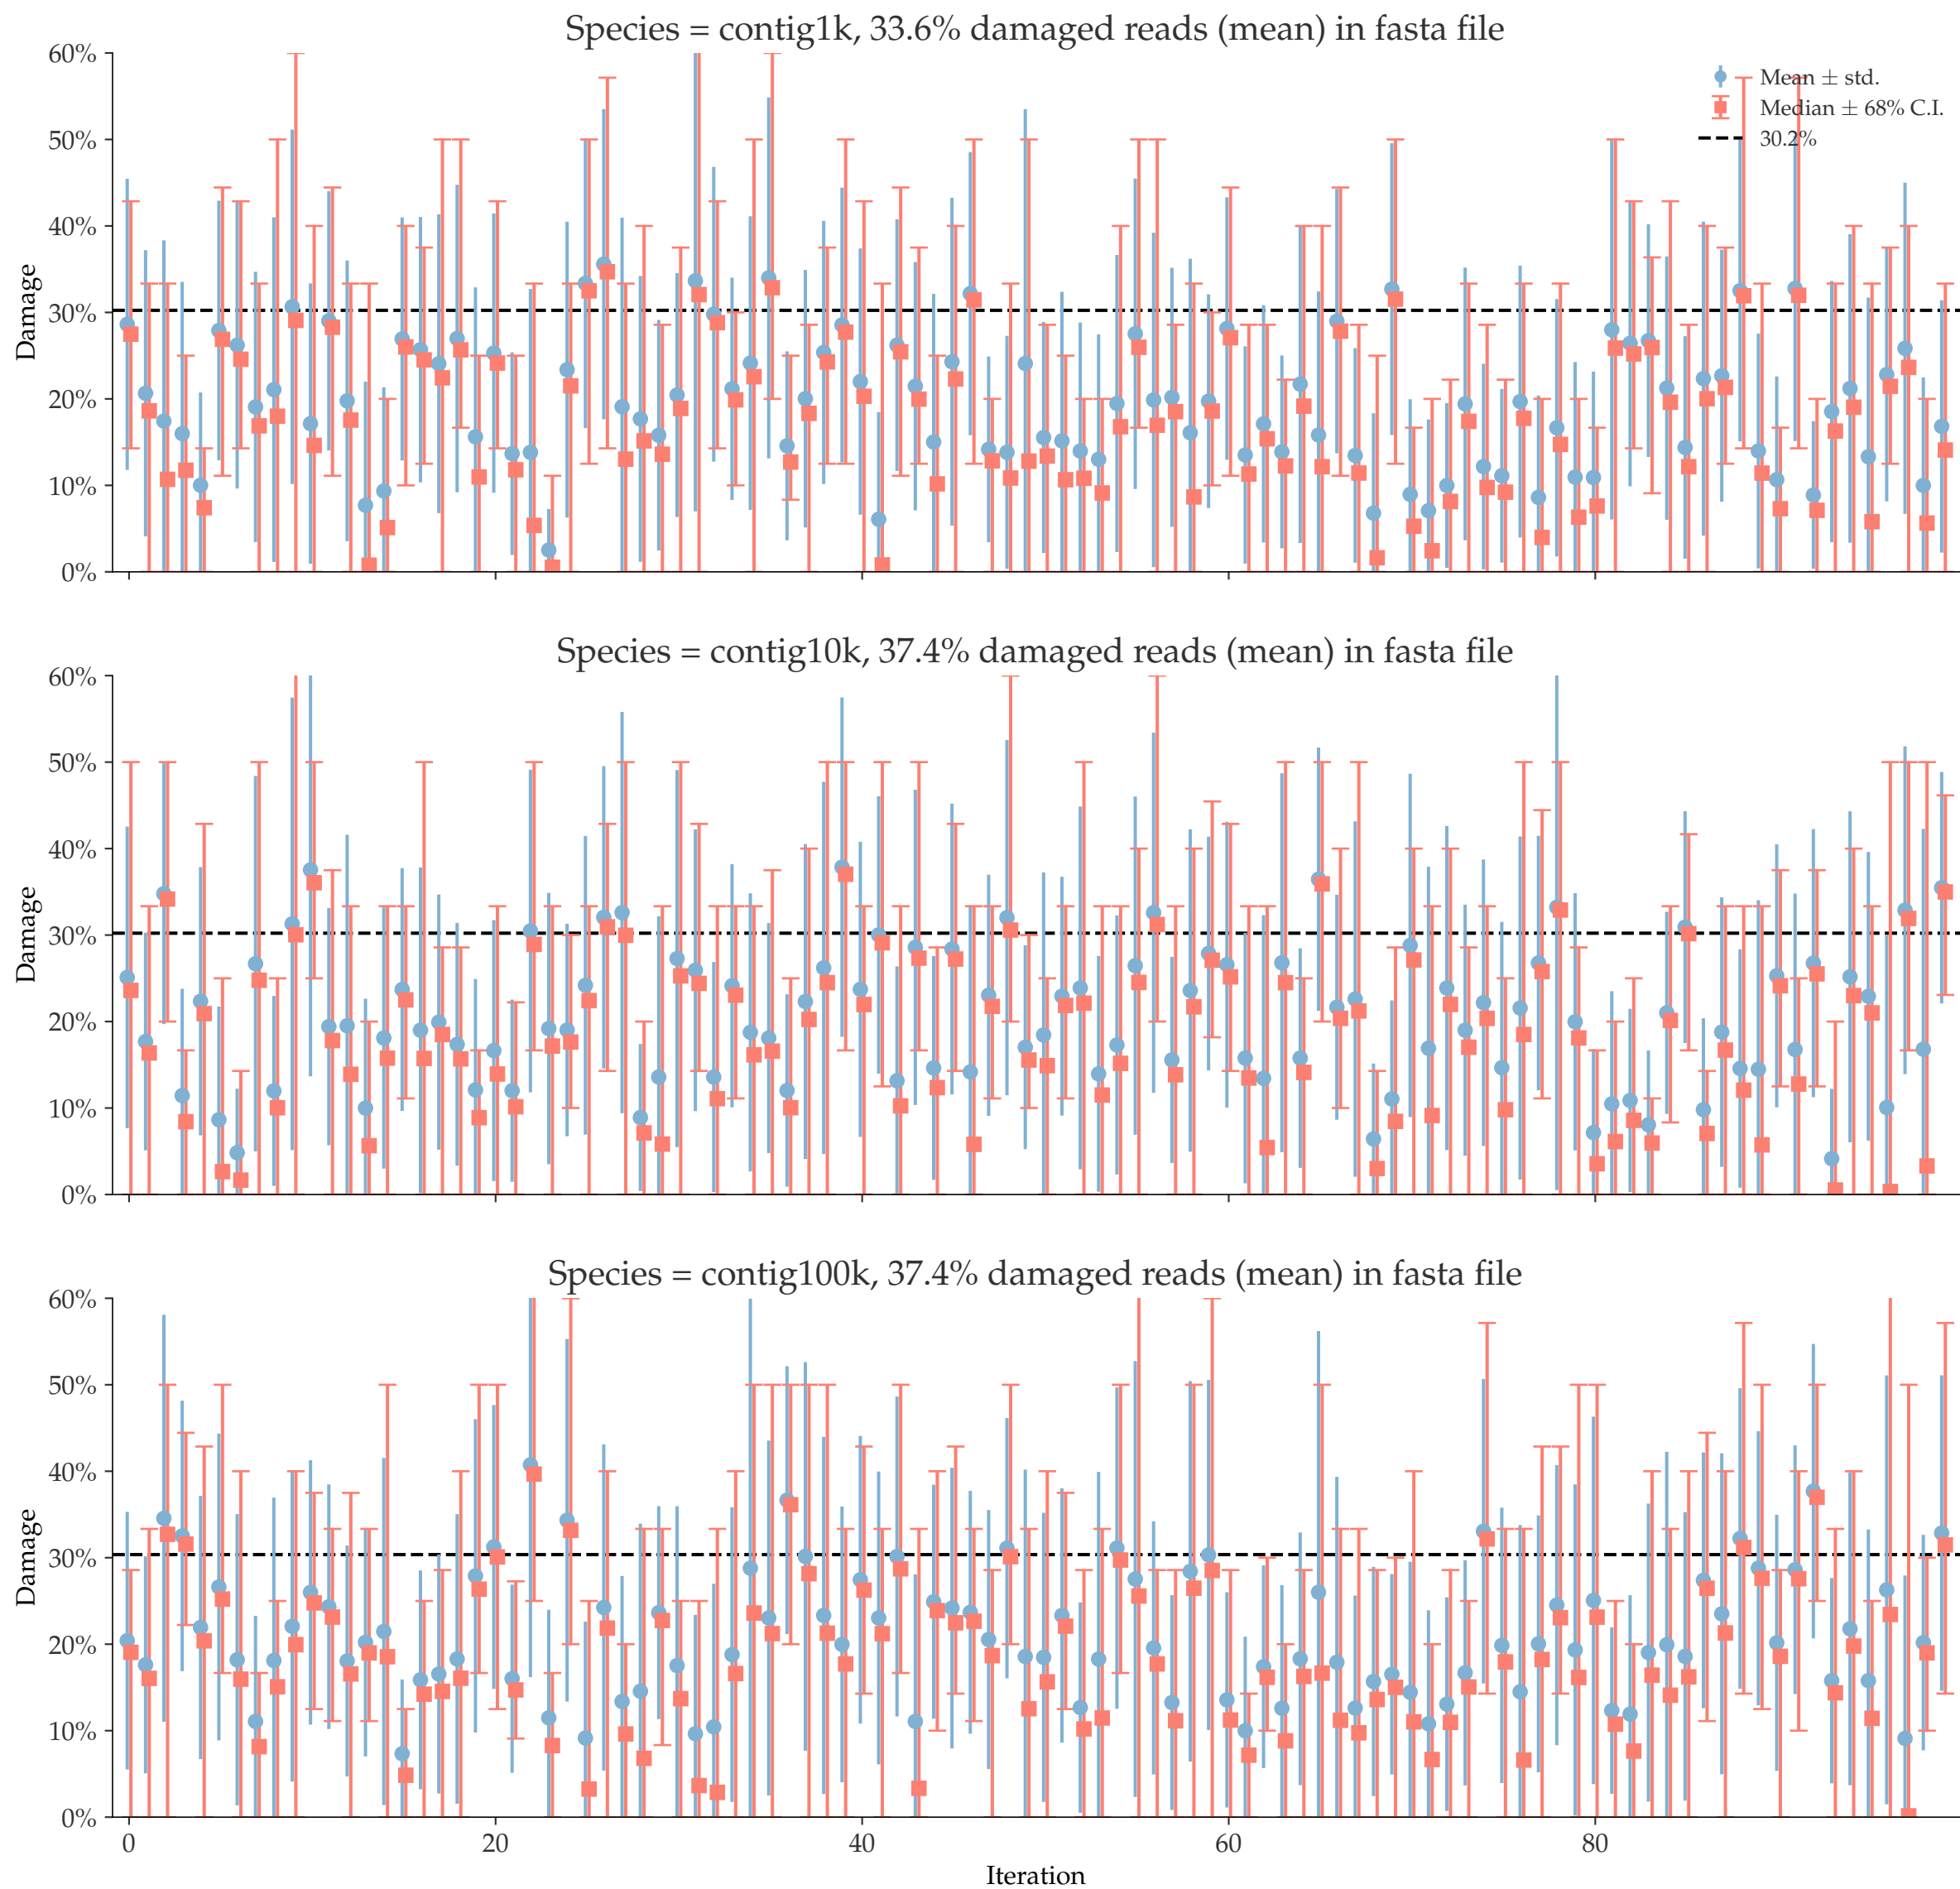 Species = contig1k, 33.6% damaged reads (mean) in fasta file
60%
50%
40%
30%
20%
10%
0%
Damage
Mean ± std.
Median ± 68% C.I.
30.2%
Species = contig10k, 37.4% damaged reads (mean) in fasta file
60%
50%
40%
30%
20%
10%
0%
Damage
Species = contig100k, 37.4% damaged reads (mean) in fasta file
60%
50%
40%
30%
20%
10%
0%
Damage
0 20 40 60 80
Iteration